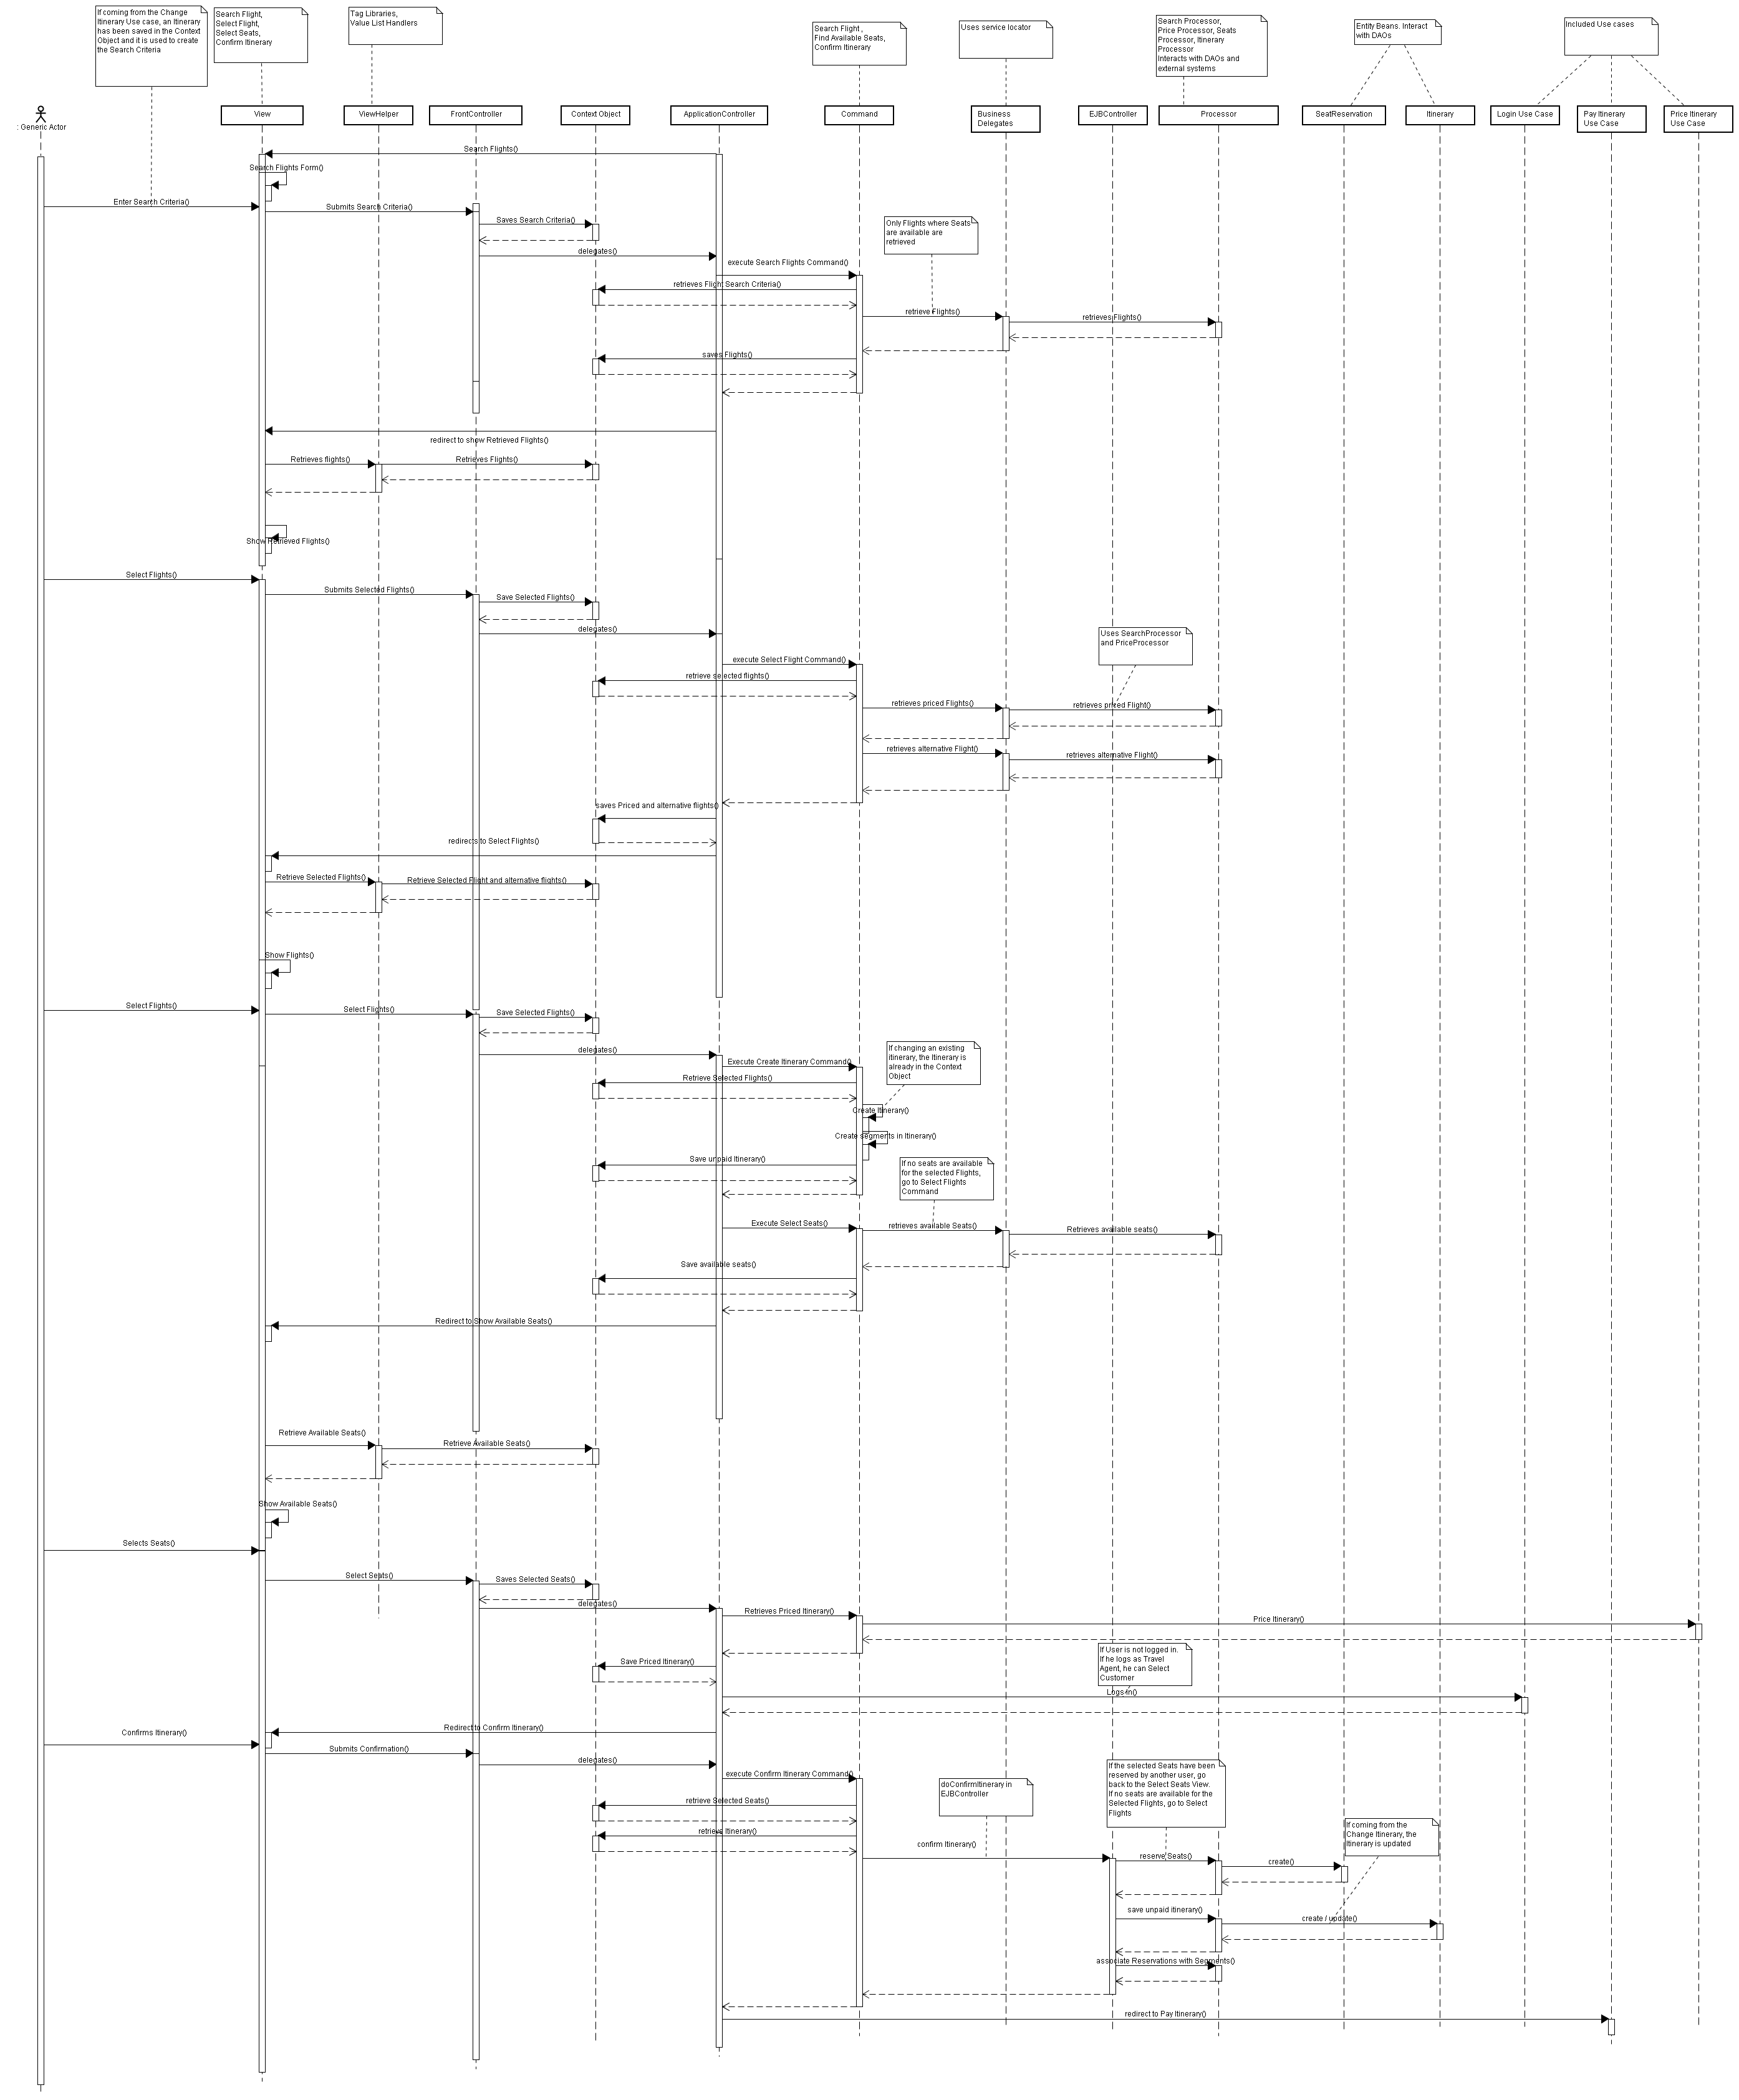 If coming from the Change
Itinerary Use case, an Itinerary
has been saved in the Context
Object and it is used to create
the Search Criteria
Search Flight,
Select Flight,
Select Seats,
Confirm Itinerary
Tag Libraries,
Value List Handlers
Search Flight ,
Find Available Seats,
Confirm Itinerary
Uses service locator
Search Processor,
Price Processor, Seats
Processor, Itinerary
Processor
Interacts with DAOs and
external systems
Entity Beans. Interact
with DAOs
Included Use cases
: Generic Actor
View
ViewHelper
FrontController
Context Object
ApplicationController
Command
Business
Delegates
EJBController
Processor
SeatReservation
Itinerary
Login Use Case
Pay Itinerary
Use Case
Price Itinerary
Use Case
Search Flights()
Search Flights Form()
Enter Search Criteria()
Submits Search Criteria()
Saves Search Criteria()
delegates()
Only Flights where Seats
are available are
retrieved
execute Search Flights Command()
retrieves Flight Search Criteria()
retrieve Flights()
retrieves Flights()
saves Flights()
redirect to show Retrieved Flights()
Retrieves flights()
Retrieves Flights()
Show Retrieved Flights()
Select Flights()
Submits Selected Flights()
Save Selected Flights()
delegates()
Uses SearchProcessor
and PriceProcessor
execute Select Flight Command()
retrieve selected flights()
retrieves priced Flights()
retrieves priced Flight()
retrieves alternative Flight()
retrieves alternative Flight()
saves Priced and alternative flights()
redirects to Select Flights()
Retrieve Selected Flights()
Retrieve Selected Flight and alternative flights()
Show Flights()
Select Flights()
Select Flights()
Save Selected Flights()
delegates()
If changing an existing
itinerary, the Itinerary is
already in the Context
Object
Execute Create Itinerary Command()
Retrieve Selected Flights()
Create Itinerary()
Create segments in Itinerary()
Save unpaid Itinerary()
If no seats are available
for the selected Flights,
go to Select Flights
Command
Execute Select Seats()
retrieves available Seats()
Retrieves available seats()
Save available seats()
Redirect to Show Available Seats()
Retrieve Available Seats()
Retrieve Available Seats()
Show Available Seats()
Selects Seats()
Select Seats()
Saves Selected Seats()
delegates()
Retrieves Priced Itinerary()
Price Itinerary()
If User is not logged in.
If he logs as Travel
Agent, he can Select
Customer
Save Priced Itinerary()
Logs in()
Redirect to Confirm Itinerary()
Confirms Itinerary()
Submits Confirmation()
delegates()
execute Confirm Itinerary Command()
doConfirmItinerary in
EJBController
If the selected Seats have been
reserved by another user, go
back to the Select Seats View.
If no seats are available for the
Selected Flights, go to Select
Flights
If coming from the
Change Itinerary, the
Itinerary is updated
retrieve Selected Seats()
retrieve Itinerary()
confirm Itinerary()
reserve Seats()
create()
save unpaid itinerary()
create / update()
associate Reservations with Segments()
redirect to Pay Itinerary()